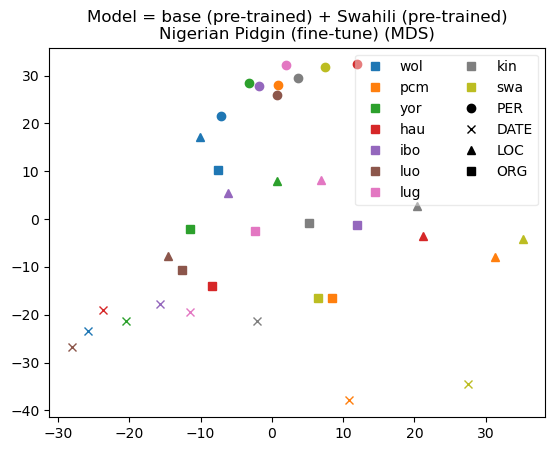 Model = base (pre-trained) + Swahili (pre-trained)
Nigerian Pidgin (fine-tune) (MDS)
wol
pcm
yor
hau
ibo
luo
lug
kin
swa
PER
DATE
LOC
ORG
30
20
10
0
−10
−20
−30
−40
−30
−20
−10
0
10
20
30